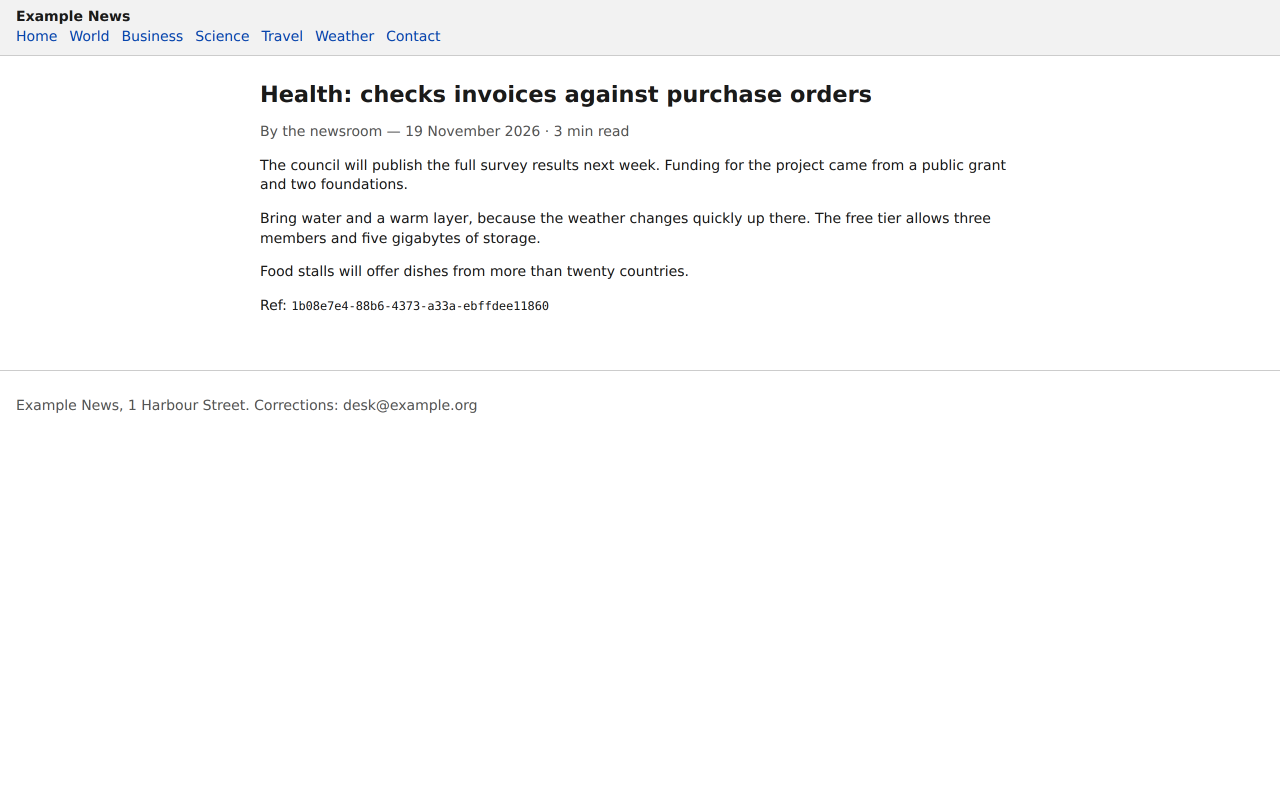 Example News
Home World Business Science Travel Weather Contact
Health: checks invoices against purchase orders
By the newsroom — 19 November 2026 · 3 min read
The council will publish the full survey results next week. Funding for the project came from a public grant
and two foundations.
Bring water and a warm layer, because the weather changes quickly up there. The free tier allows three
members and five gigabytes of storage.
Food stalls will offer dishes from more than twenty countries.
Ref: 1b08e7e4-88b6-4373-a33a-ebffdee11860
Example News, 1 Harbour Street. Corrections: desk@example.org